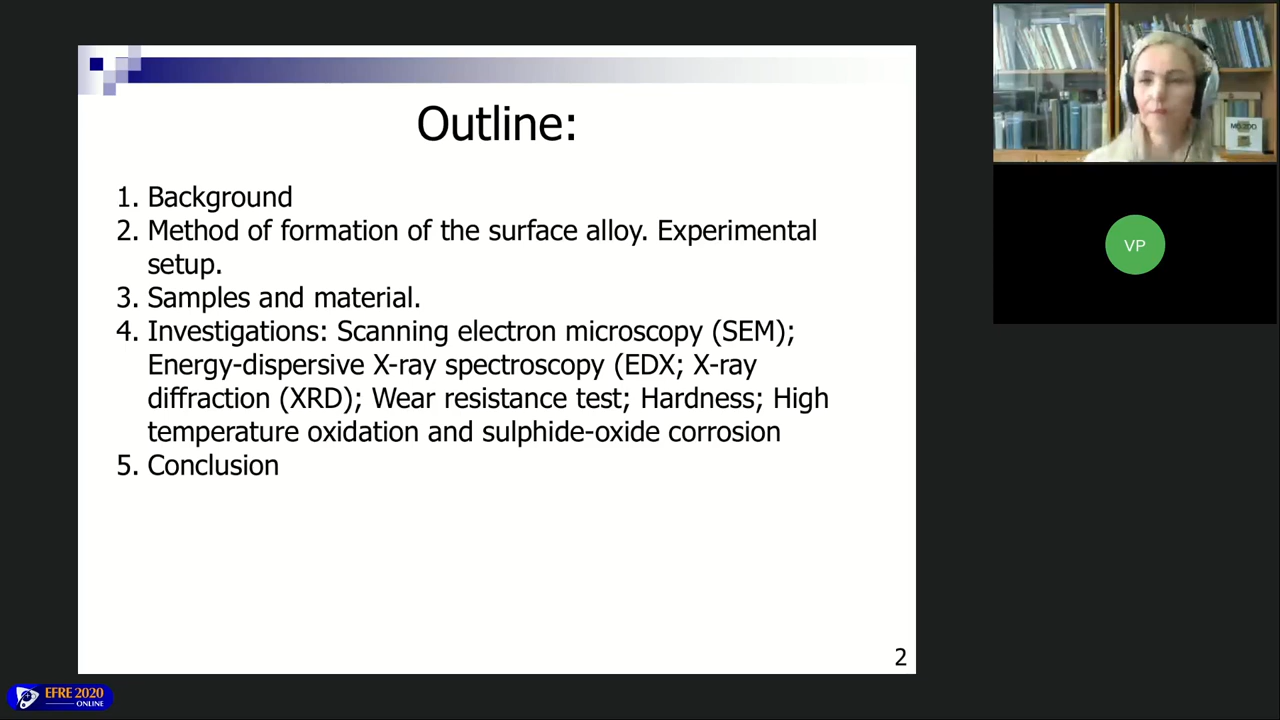 Outline:
1. Background
2. Method of formation of the surface alloy. Experimental
setup.
3. Samples and material.
4. Investigations: Scanning electron microscopy (SEM);
Energy-dispersive X-ray spectroscopy (EDX; X-ray
diffraction (XRD); Wear resistance test; Hardness; High
temperature oxidation and sulphide-oxide corrosion
5. Conclusion
2
VP
EFRE 2020
ONLINE